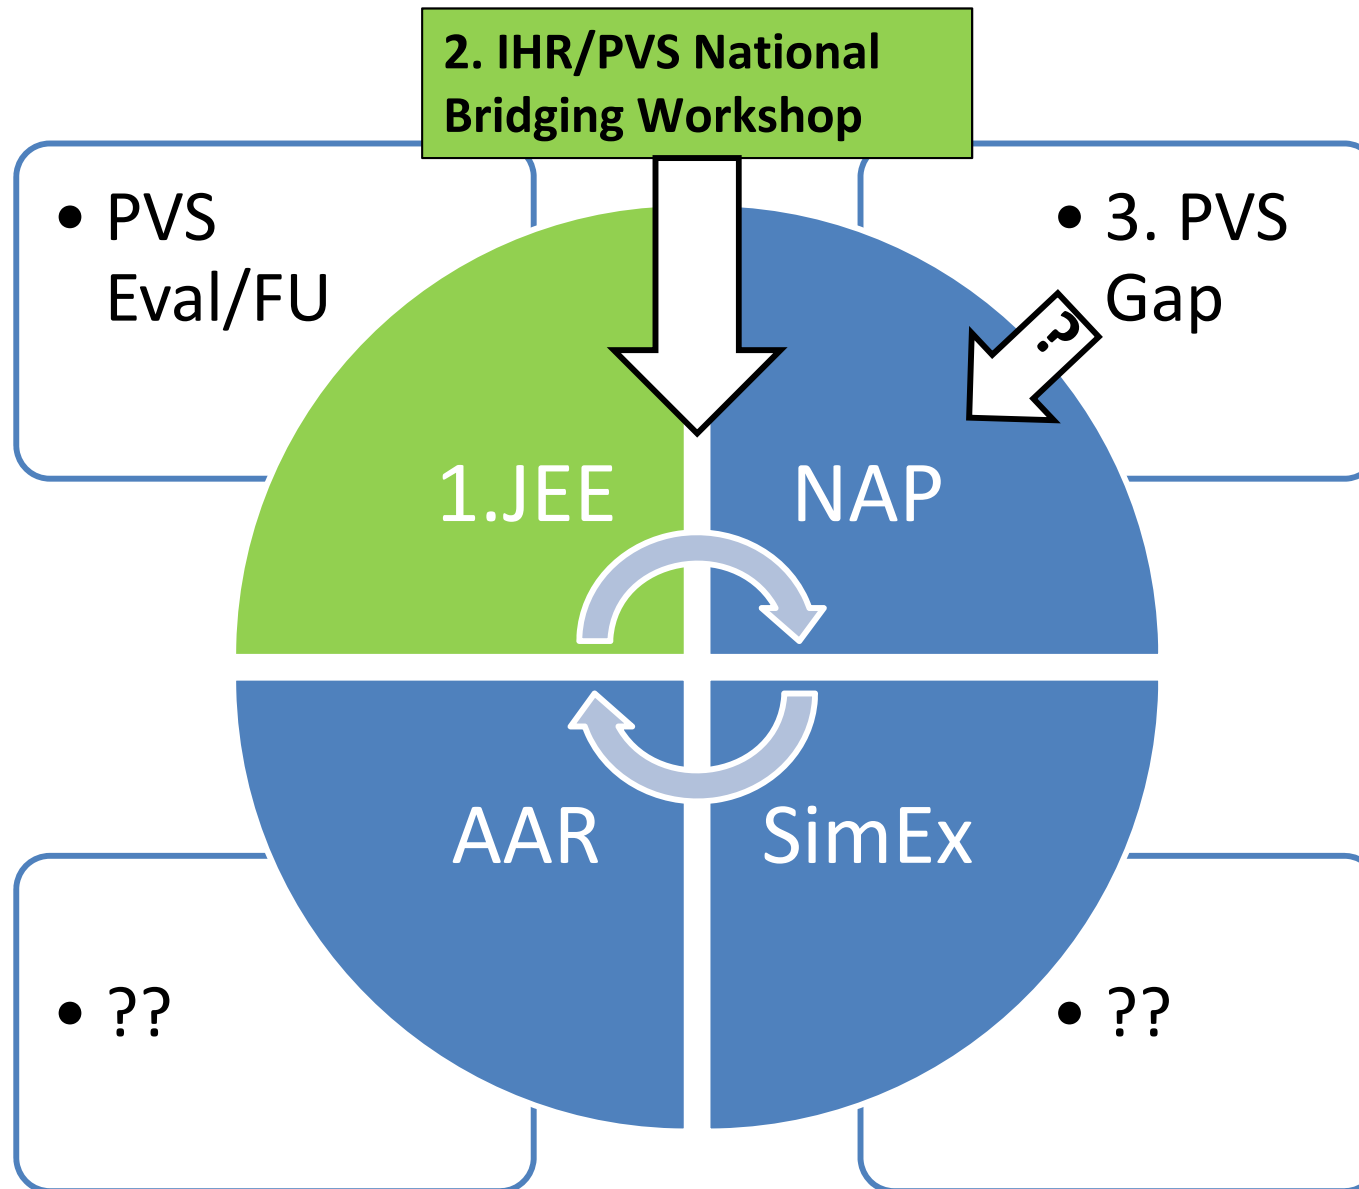 2. IHR/PVS National
Bridging Workshop
• PVS
Eval/FU
• 3. PVS
Gap
?
1.JEE
NAP
AAR
SimEx
• ??
• ??